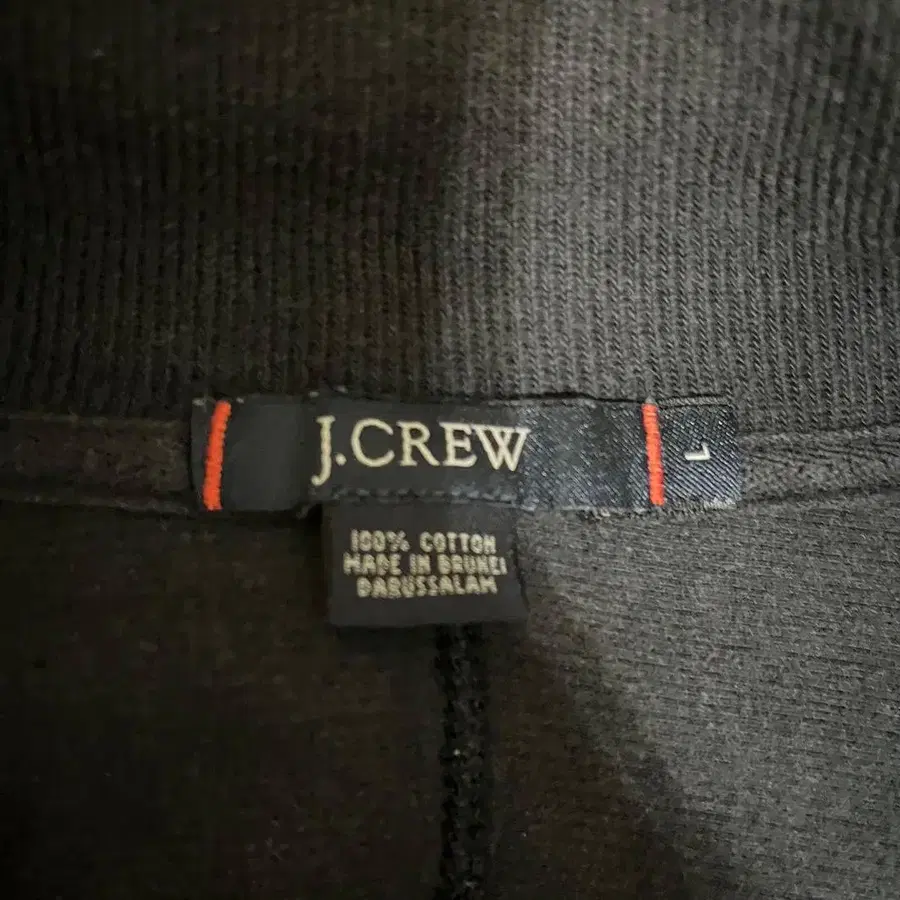 J.CREW
L
100% COTTON
MADE IN BRUNEI
DARUSSALAM